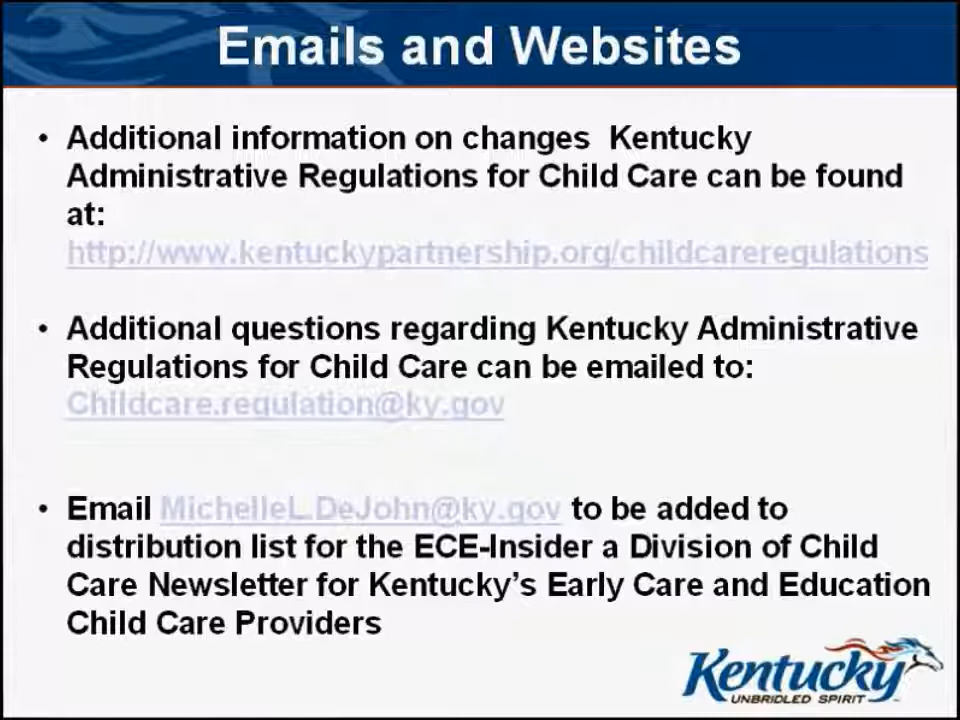 Emails and Websites
• Additional information on changes  Kentucky
Administrative Regulations for Child Care can be found
at:
http://www.kentuckypartnership.org/childcareregulations
• Additional questions regarding Kentucky Administrative
Regulations for Child Care can be emailed to:
Childcare.regulation@ky.gov
• Email MichelleL.DeJohn@ky.gov to be added to
distribution list for the ECE-Insider a Division of Child
Care Newsletter for Kentucky’s Early Care and Education
Child Care Providers
Kentucky
UNBRIDLED SPIRIT